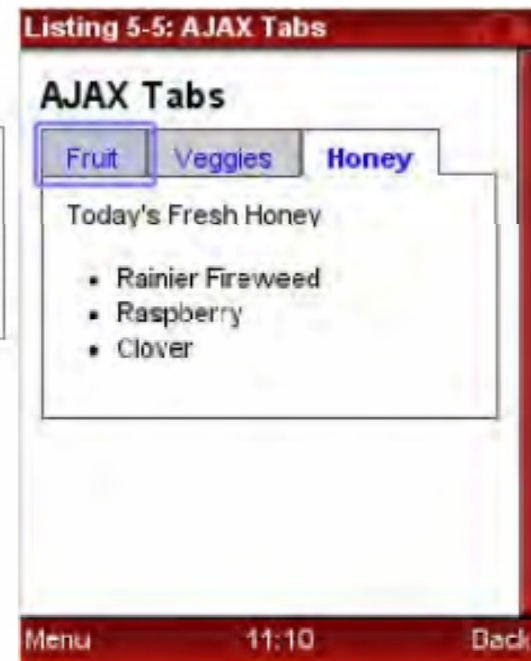 Listing 5-5: AJAX Tabs
AJAX Tabs
Fruit Veggies Honey
Today's Fresh Honey
• Rainier Fireweed
• Raspberry
• Clover
Menu 11:10 Back